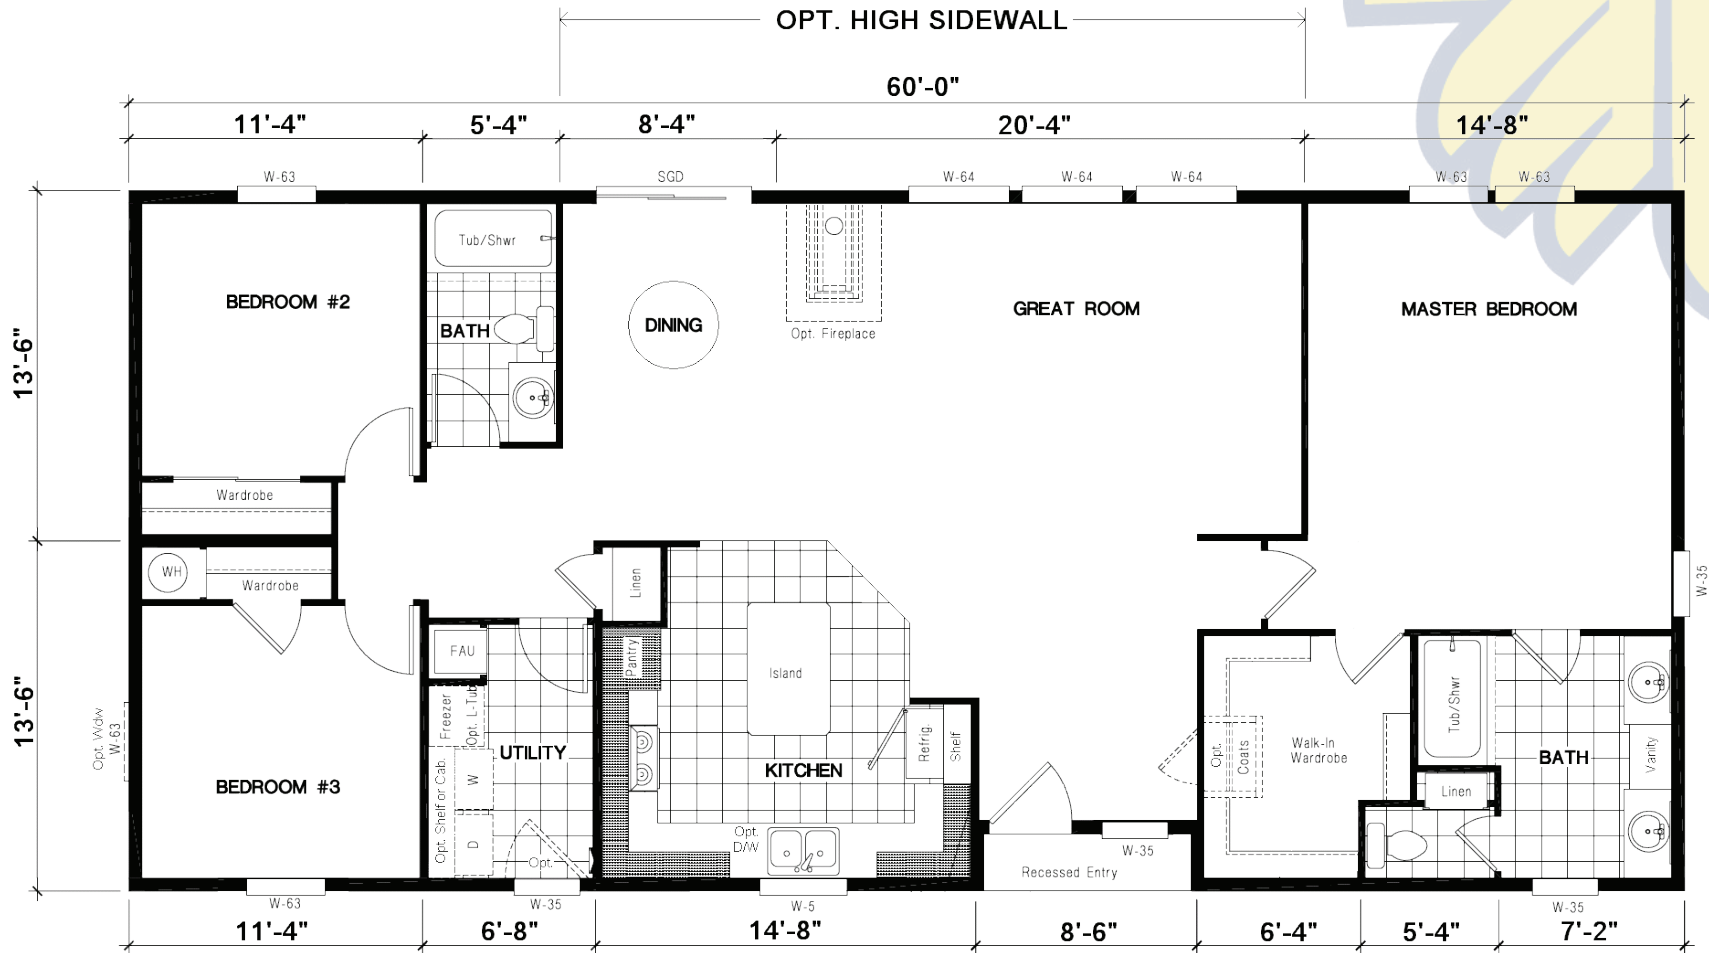 OPT. HIGH SIDEWALL
60'-0"
11'-4" 5'-4" 8'-4" 20'-4" 14'-8"
W-63 SGD W-64 W-64 W-64 W-63 W-63
13'-6"
Tub/Shwr
BEDROOM #2
BATH
DINING
Opt. Fireplace
GREAT ROOM
MASTER BEDROOM
Wardrobe
WH
Wardrobe
Linen
W-35
13'-6"
Opt. Wdw
W-63
BEDROOM #3
FAU
Freezer
Opt. L-Tub
UTILITY
Opt. Shelf or Cab.
W
D
Opt.
Pantry
Island
KITCHEN
Refrig.
Shelf
Opt.
D/W
Recessed Entry
W-35
Opt.
Coats
Walk-In
Wardrobe
Tub/Shwr
Linen
BATH
Vanity
W-63 W-35 W-5 W-35
11'-4" 6'-8" 14'-8" 8'-6" 6'-4" 5'-4" 7'-2"